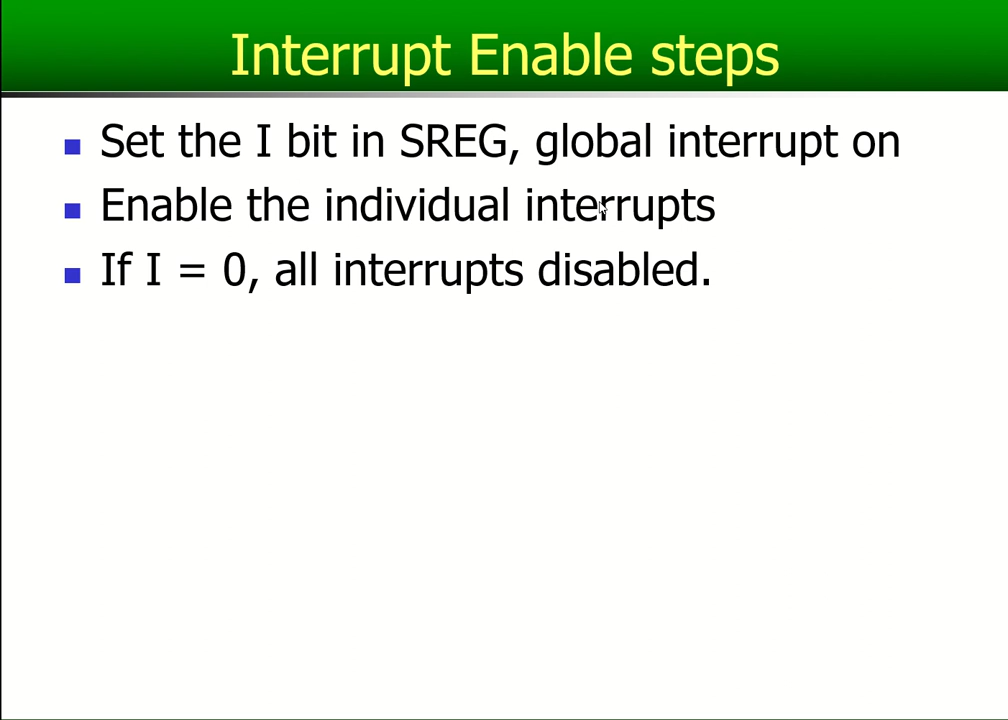 Interrupt Enable steps
Set the I bit in SREG, global interrupt on
Enable the individual interrupts
If I = 0, all interrupts disabled.